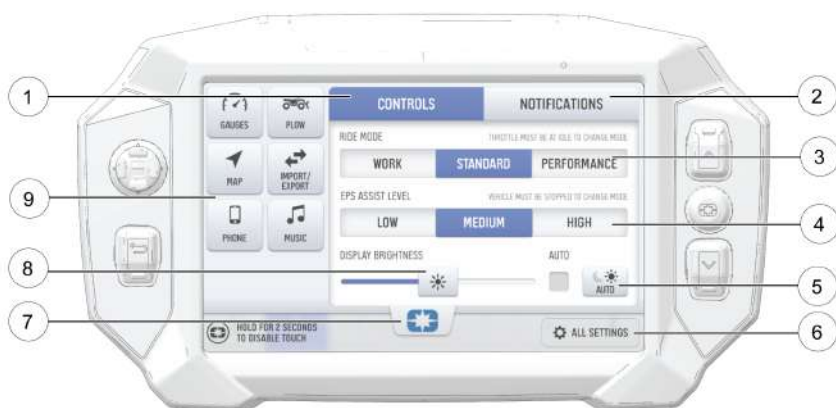 1
2
3
4
5
6
7
8
9
CONTROLS
NOTIFICATIONS
GAUGES
PLOW
MAP
IMPORT/
EXPORT
PHONE
MUSIC
RIDE MODE
THROTTLE MUST BE AT IDLE TO CHANGE MODE
WORK
STANDARD
PERFORMANCE
EPS ASSIST LEVEL
VEHICLE MUST BE STOPPED TO CHANGE MODE
LOW
MEDIUM
HIGH
DISPLAY BRIGHTNESS
AUTO
AUTO
HOLD FOR 2 SECONDS
TO DISABLE TOUCH
ALL SETTINGS